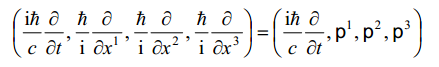 (iħ/c ∂/∂t, ħ/i ∂/∂x¹, ħ/i ∂/∂x², ħ/i ∂/∂x³) = (iħ/c ∂/∂t, p¹, p², p³)